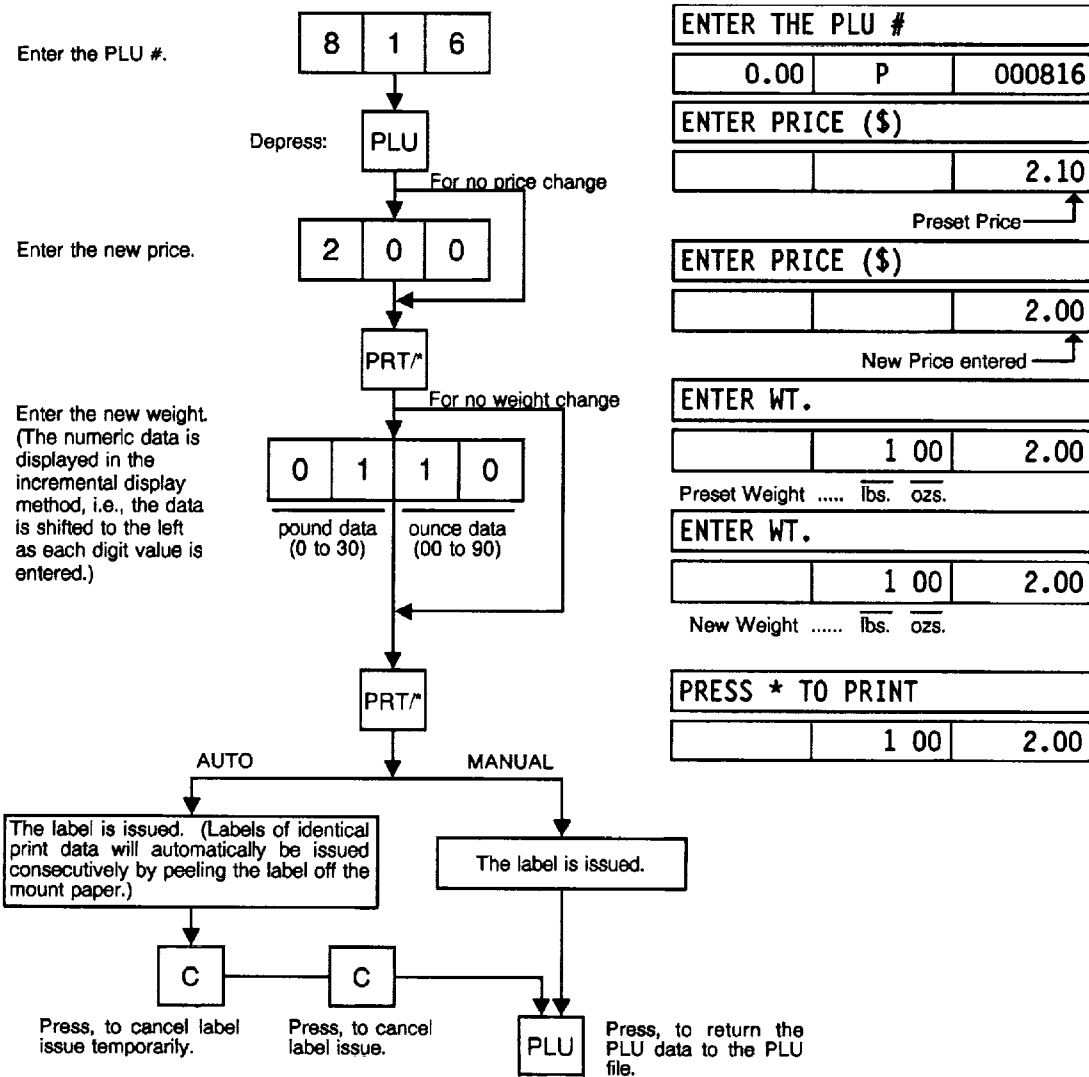 Enter the PLU #.
8 1 6
Depress:
PLU
For no price change
Enter the new price.
2 0 0
PRT/*
For no weight change
Enter the new weight.
(The numeric data is
displayed in the
incremental display
method, i.e., the data
is shifted to the left
as each digit value is
entered.)
0 1 1 0
pound data
(0 to 30)
ounce data
(00 to 90)
PRT/*
AUTO
MANUAL
The label is issued. (Labels of identical
print data will automatically be issued
consecutively by peeling the label off the
mount paper.)
The label is issued.
C
C
Press, to cancel label
issue temporarily.
Press, to cancel
label issue.
PLU
Press, to return the
PLU data to the PLU
file.
ENTER THE PLU #
0.00 P 000816
ENTER PRICE ($)
2.10
Preset Price
ENTER PRICE ($)
2.00
New Price entered
ENTER WT.
1 00 2.00
Preset Weight ..... lbs. ozs.
ENTER WT.
1 00 2.00
New Weight ...... lbs. ozs.
PRESS * TO PRINT
1 00 2.00